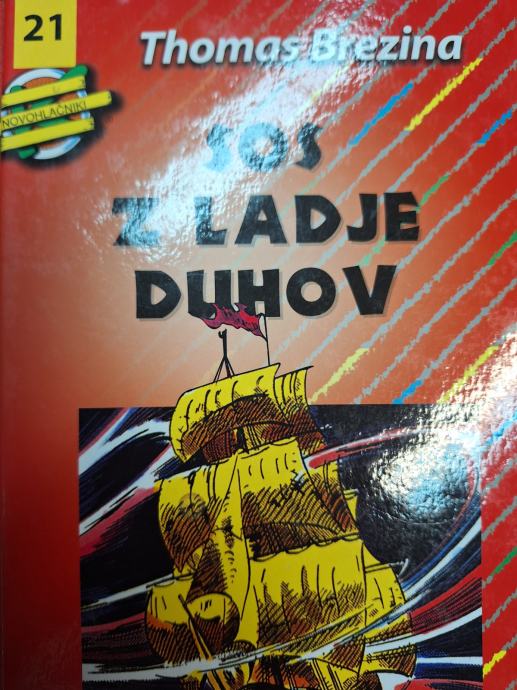 21
Thomas Brezina
NOVOHLAČNIKI
SOS
Z LADJE
DUHOV